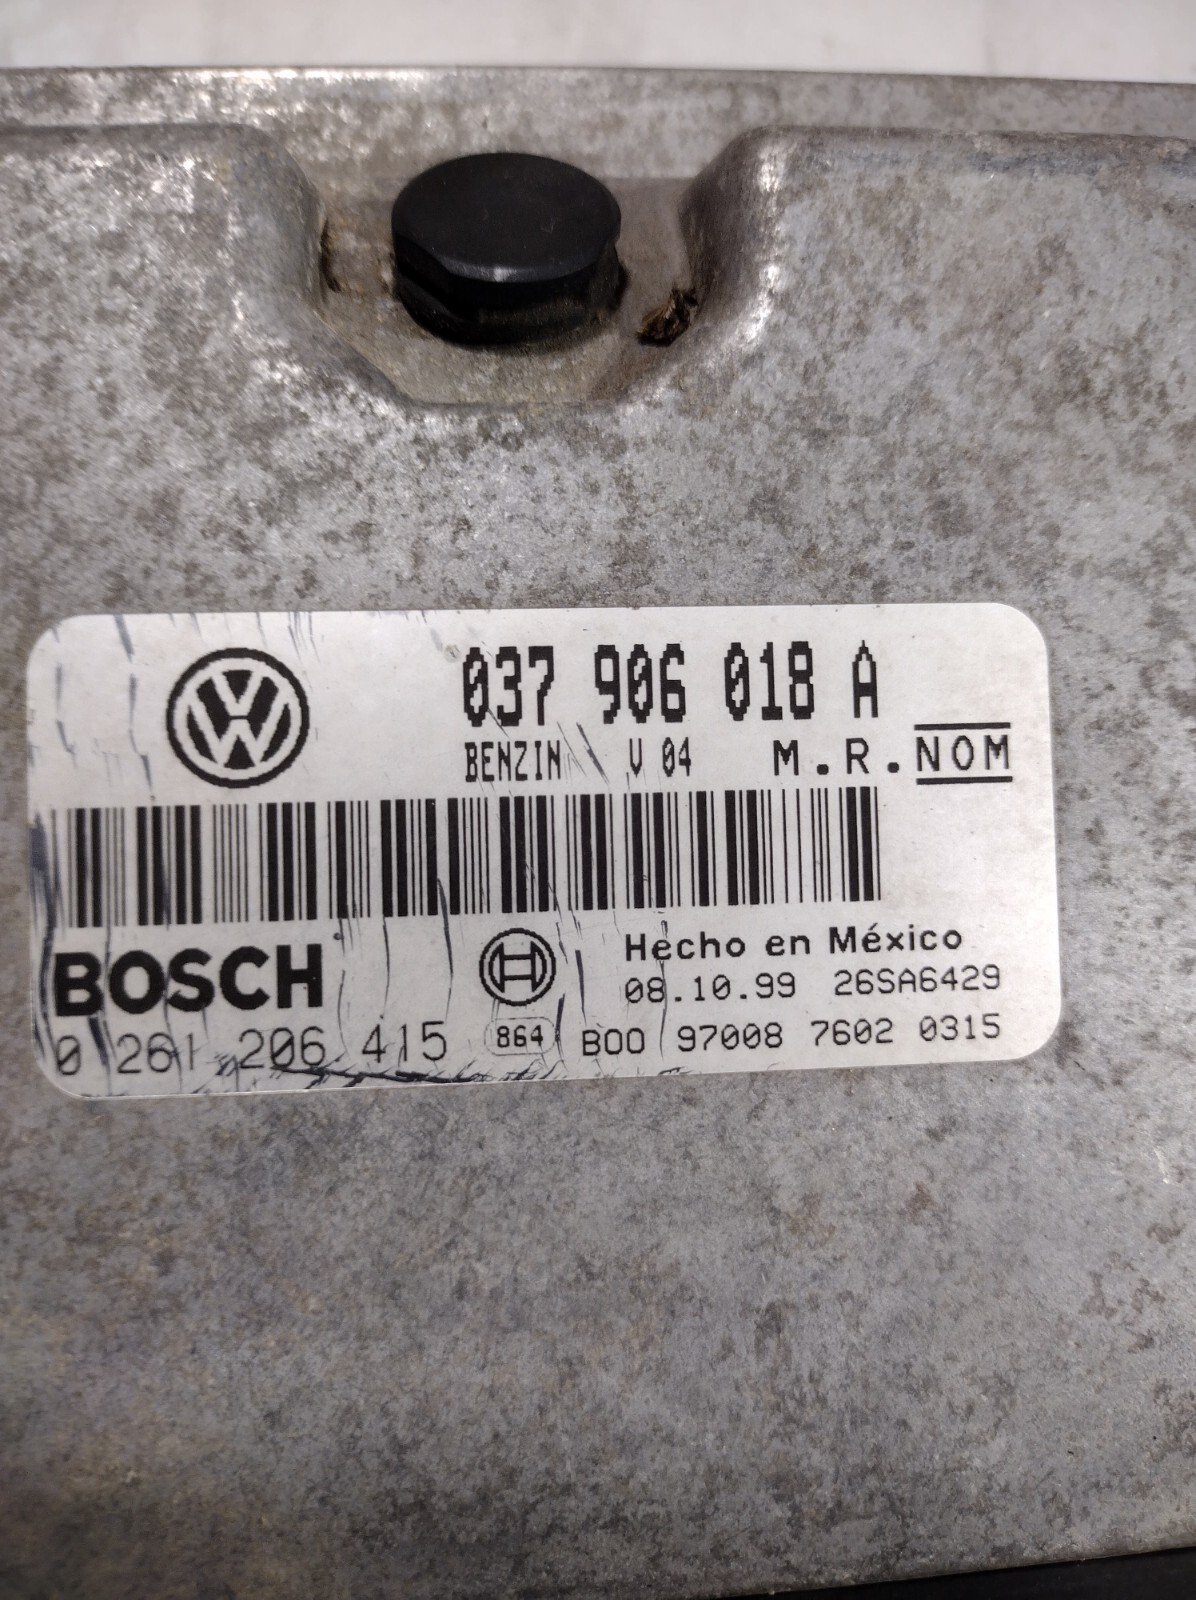 037 906 018 A
BENZIN V 04 M.R.NOM
BOSCH
Hecho en México
08.10.99 26SA6429
0 261 206 415 864 B00 97008 7602 0315